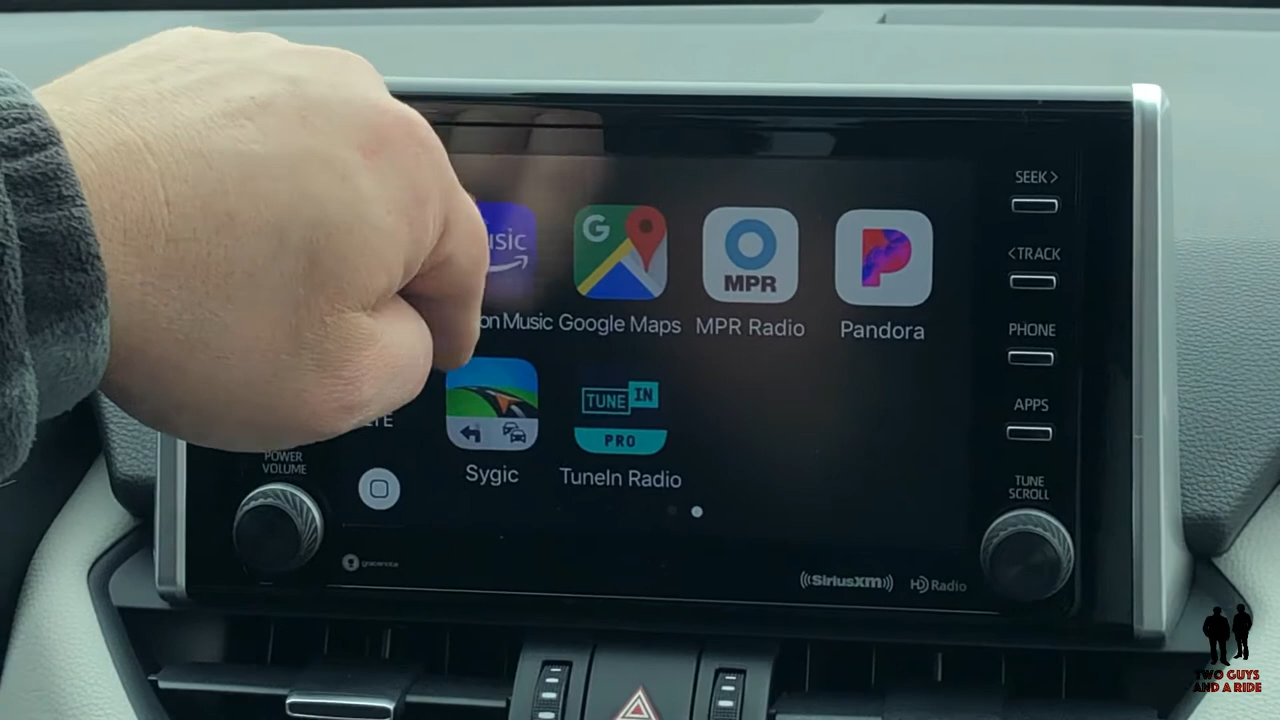 SEEK >
usic
G
MPR
< TRACK
on Music
Google Maps
MPR Radio
Pandora
PHONE
TUNE IN
PRO
APPS
TE
POWER
VOLUME
Sygic
TuneIn Radio
TUNE
SCROLL
gracenote
((SiriusXM))
HD Radio
TWO GUYS
AND A RIDE